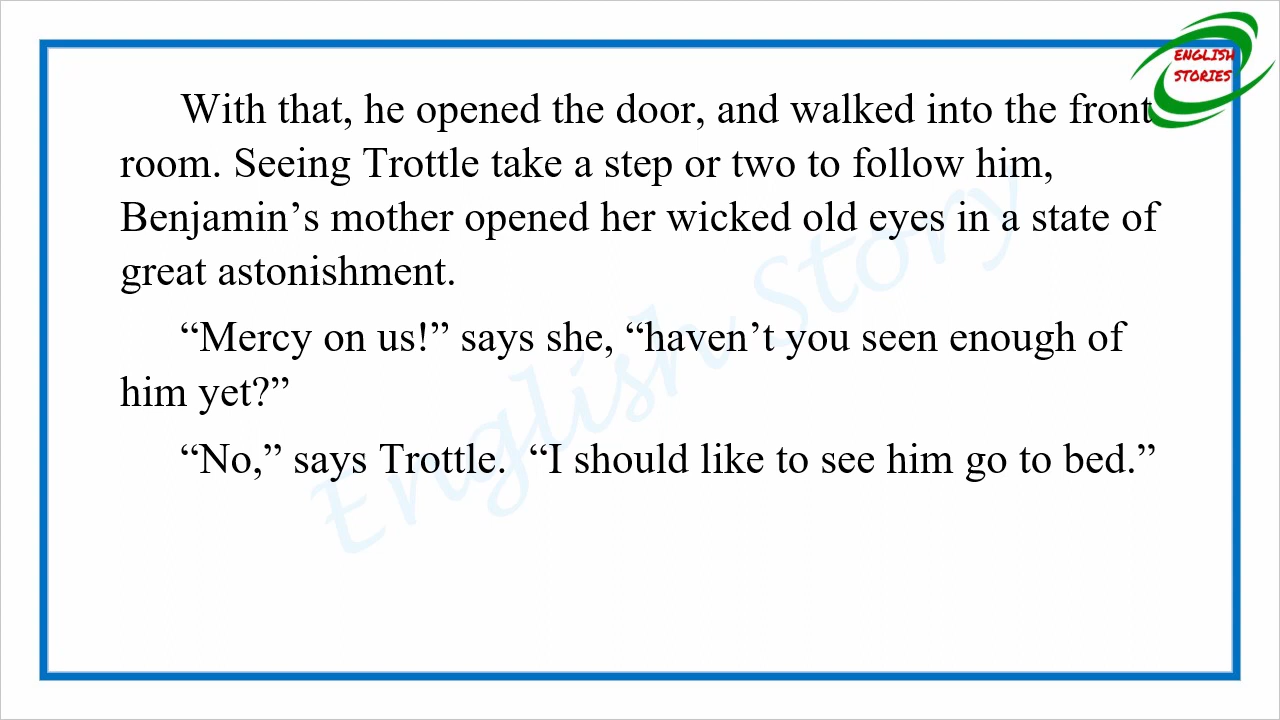 ENGLISH
STORIES
With that, he opened the door, and walked into the front
room. Seeing Trottle take a step or two to follow him,
Benjamin’s mother opened her wicked old eyes in a state of
great astonishment.
“Mercy on us!” says she, “haven’t you seen enough of
him yet?”
“No,” says Trottle.  “I should like to see him go to bed.”
English Story